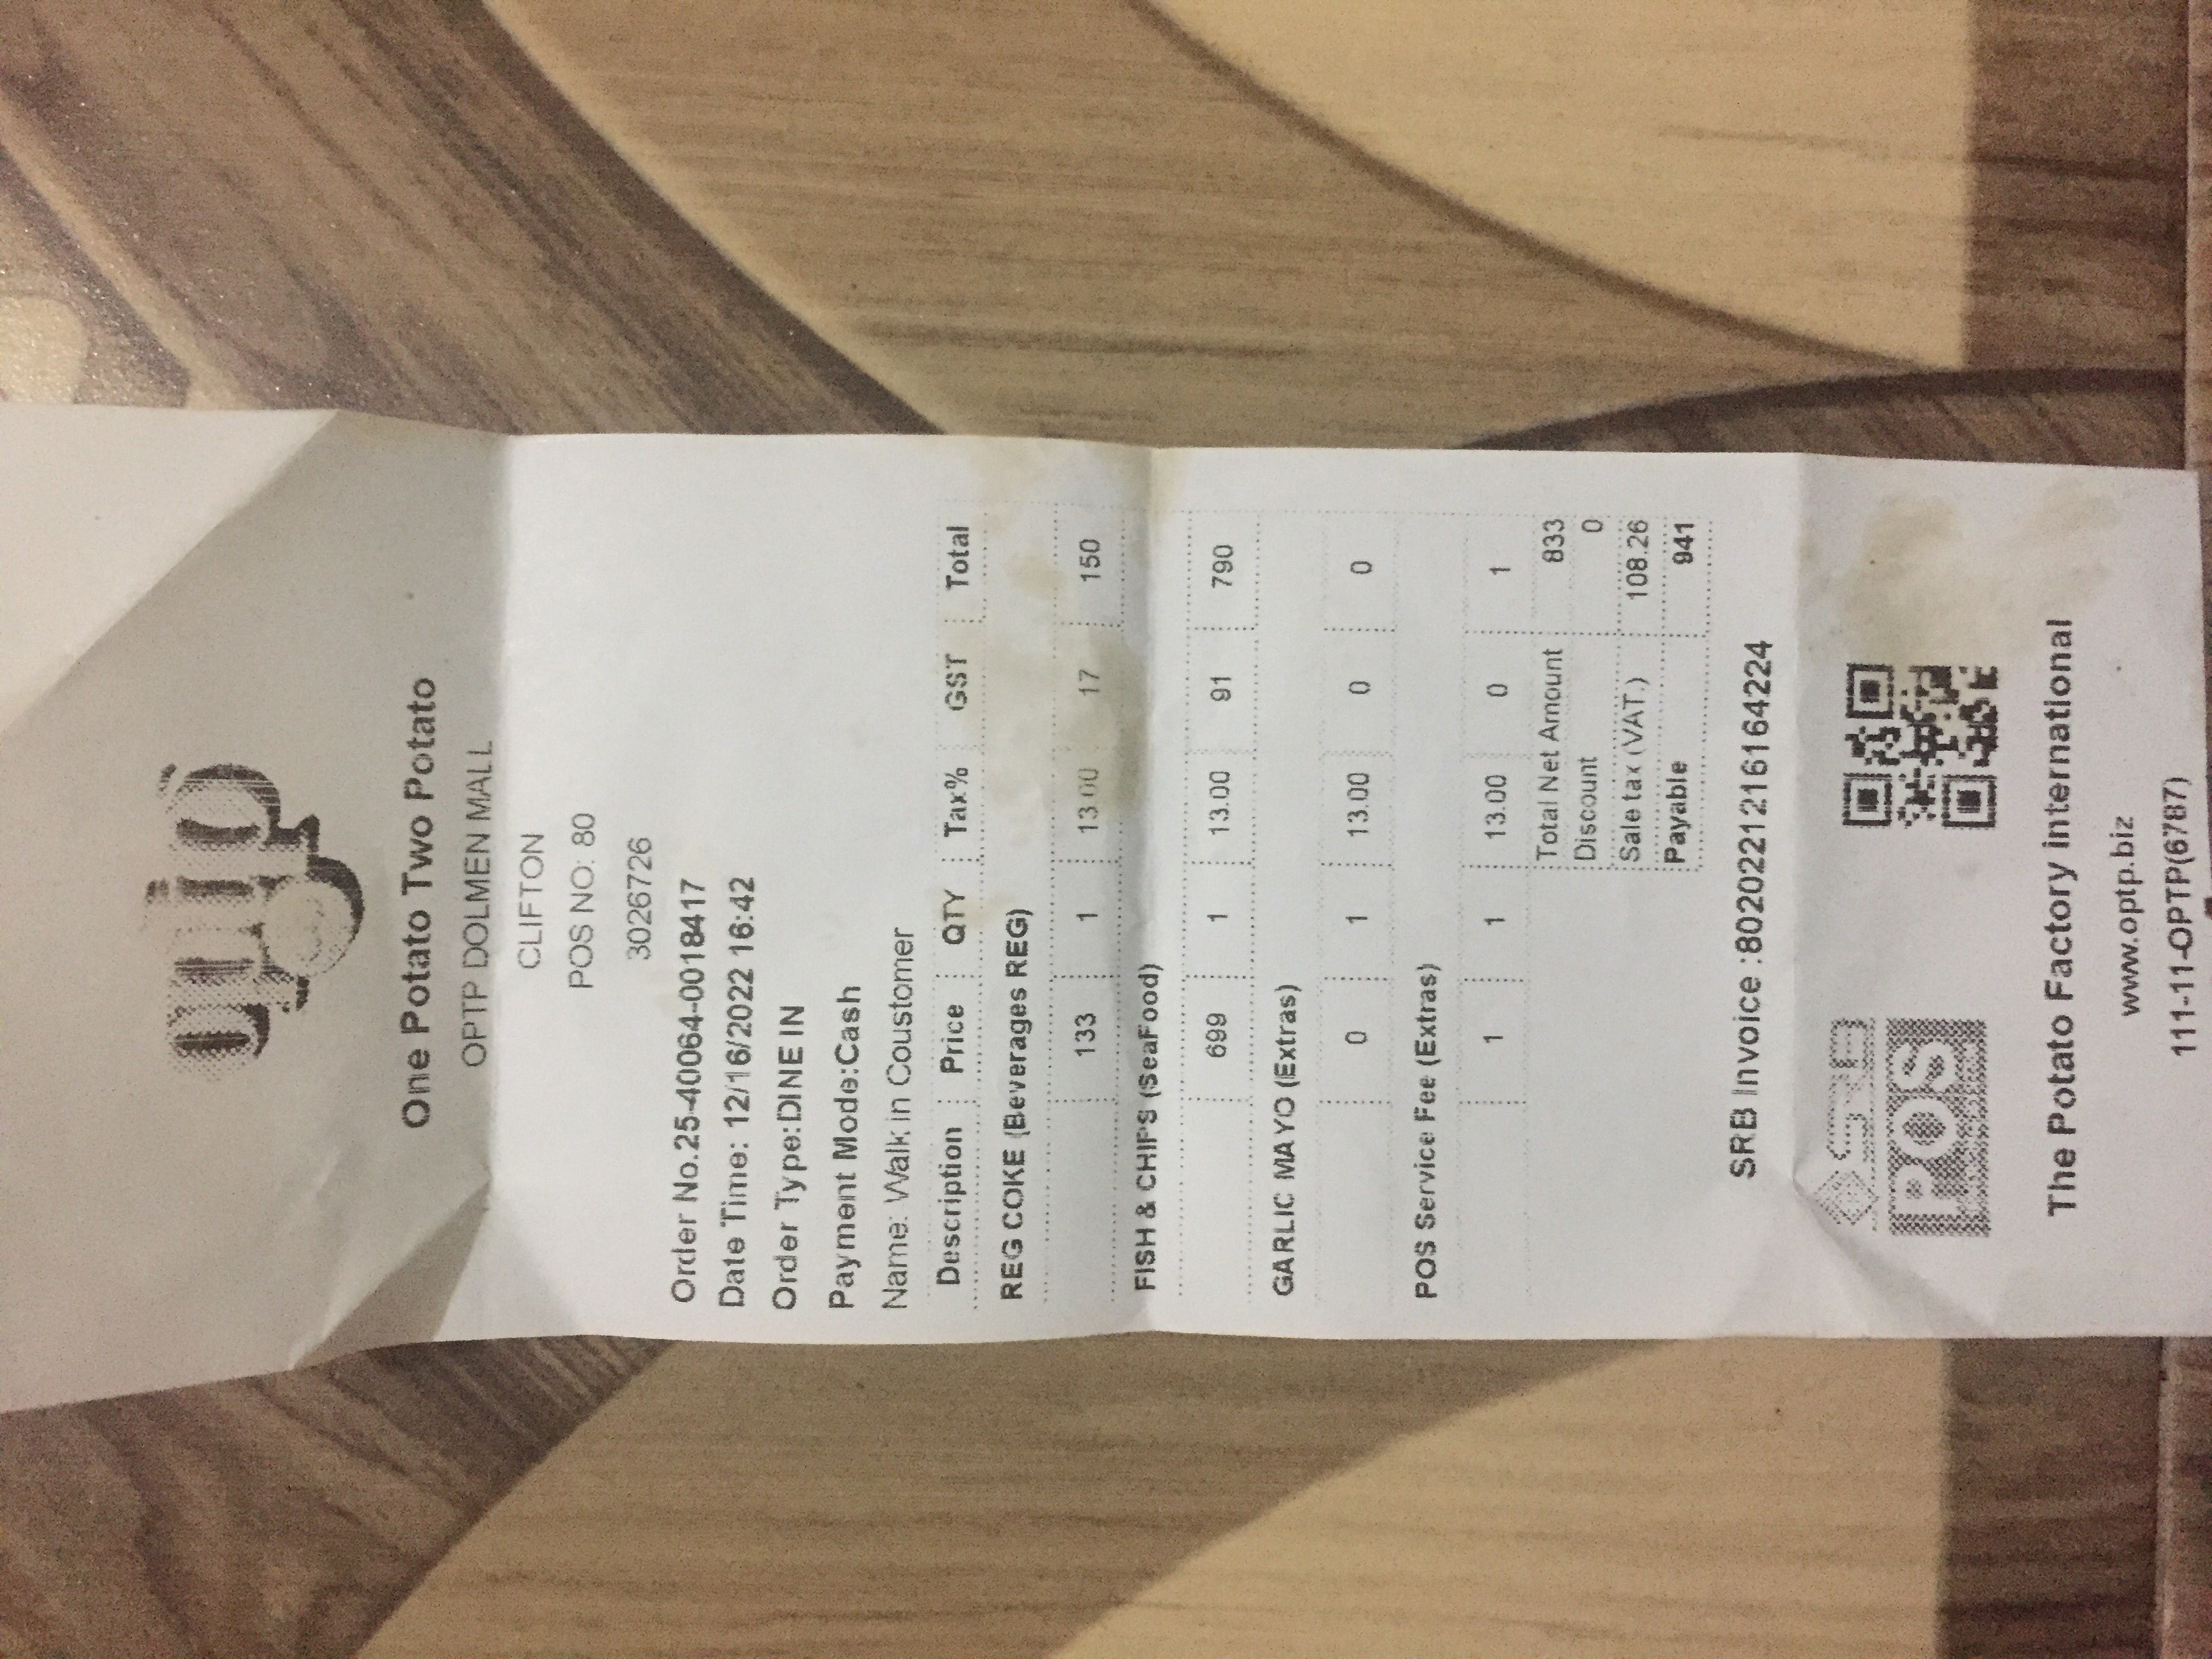 optp
One Potato Two Potato
OPTP DOLMEN MALL
CLIFTON
POS NO: 80
3026726
Order No.25-40064-0018417
Date Time: 12/16/2022 16:42
Order Type:DINE IN
Payment Mode:Cash
Name: Walk in Coustomer
Description Price QTY Tax% GST Total
REG COKE (Beverages REG)
133 1 13.00 17 150
FISH & CHIPS (SeaFood)
699 1 13.00 91 790
GARLIC MAYO (Extras)
0 1 13.00 0 0
POS Service Fee (Extras)
1 1 13.00 0 1
Total Net Amount 833
Discount 0
Sale tax (VAT.) 108.26
Payable 941
SRB Invoice :8020221216164224
SRB
POS
The Potato Factory international
www.optp.biz
111-11-OPTP(6787)